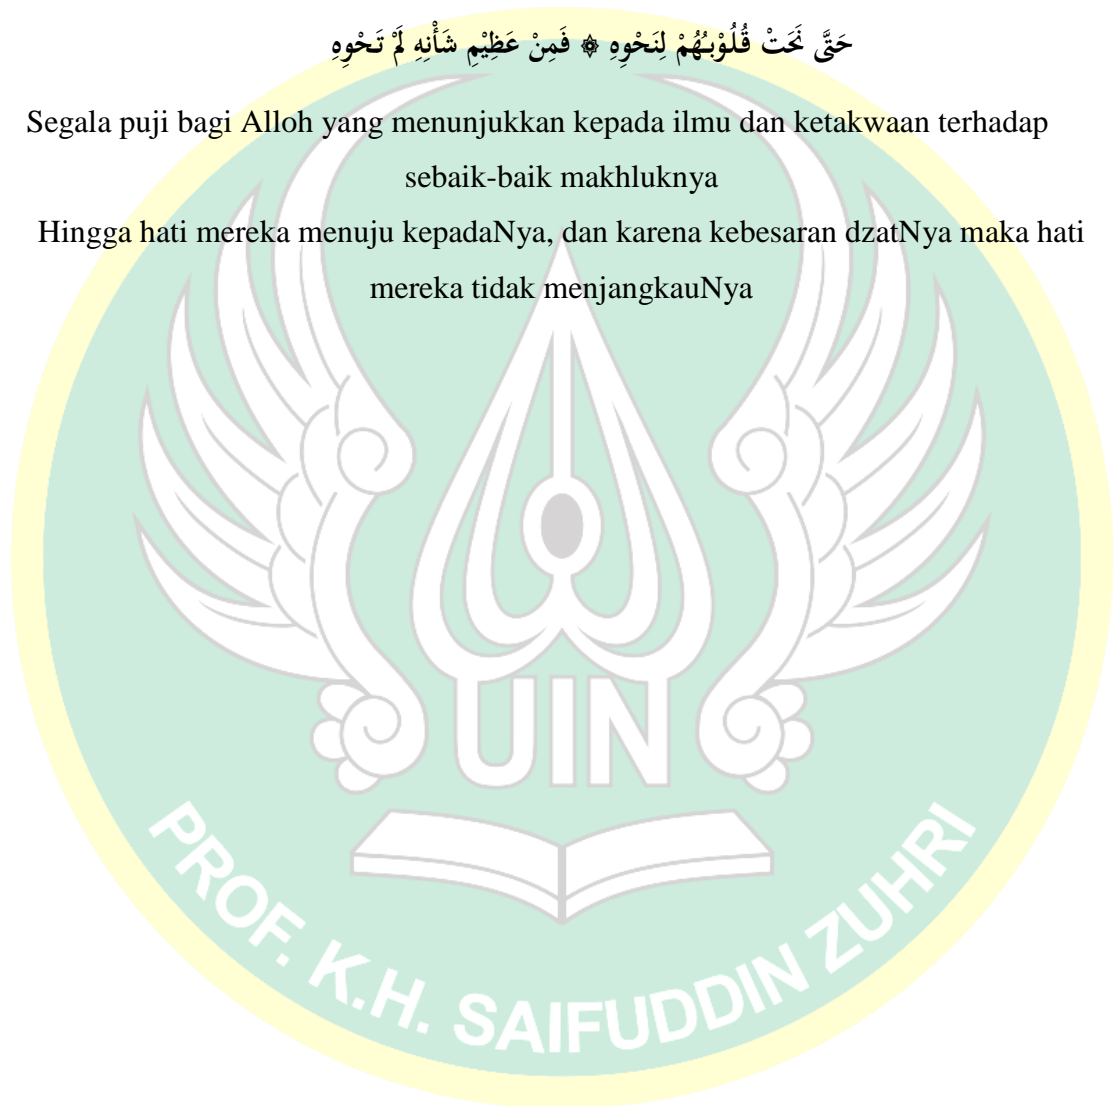 حَتَّى نَحَتْ قُلُوْبُهُمْ لِنَحْوِهِ ۞ فَمِنْ عَظِيْمِ شَأْنِهِ لَمْ تَحْوِهِ
Segala puji bagi Alloh yang menunjukkan kepada ilmu dan ketakwaan terhadap
sebaik-baik makhluknya
Hingga hati mereka menuju kepadaNya, dan karena kebesaran dzatNya maka hati
mereka tidak menjangkauNya
UIN
PROF. K.H. SAIFUDDIN ZUHRI